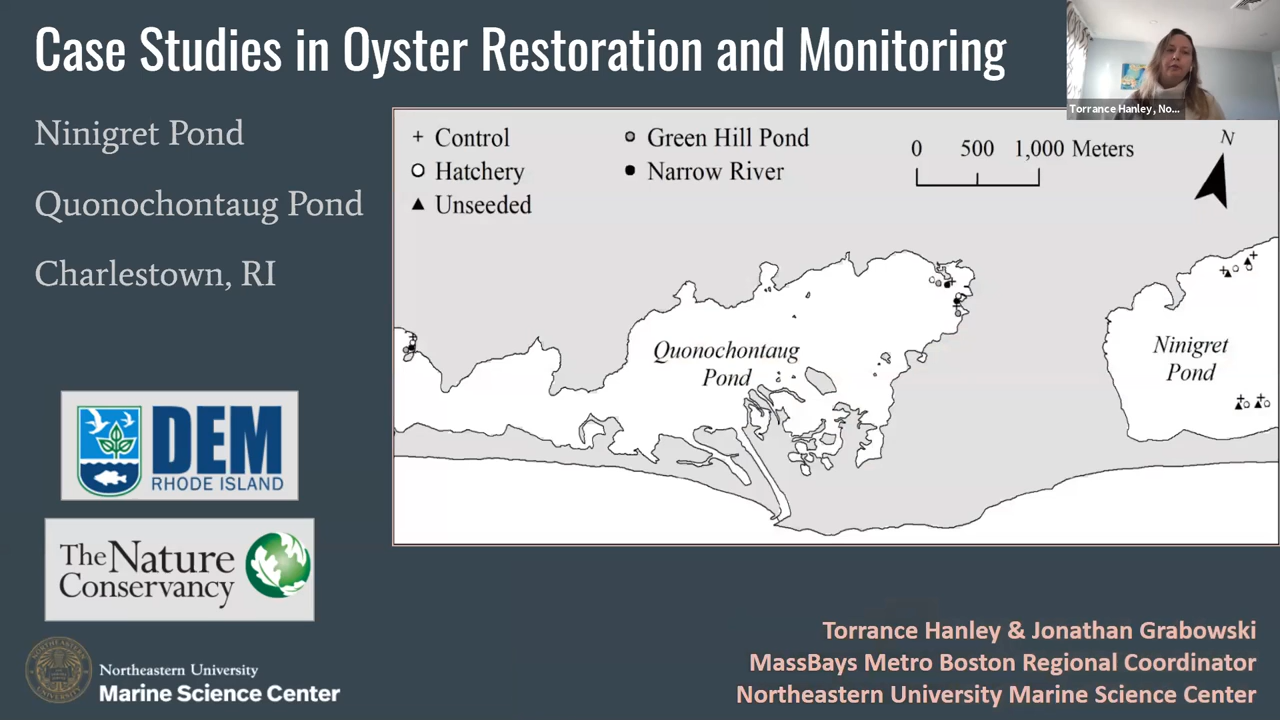 Case Studies in Oyster Restoration and Monitoring
Torrance Hanley, No...
Ninigret Pond
Quonochontaug Pond
Charlestown, RI
+ Control
Hatchery
Unseeded
Green Hill Pond
Narrow River
0 500 1,000 Meters
N
Quonochontaug
Pond
Ninigret
Pond
DEM
RHODE ISLAND
The Nature
Conservancy
Northeastern University
Marine Science Center
Torrance Hanley & Jonathan Grabowski
MassBays Metro Boston Regional Coordinator
Northeastern University Marine Science Center